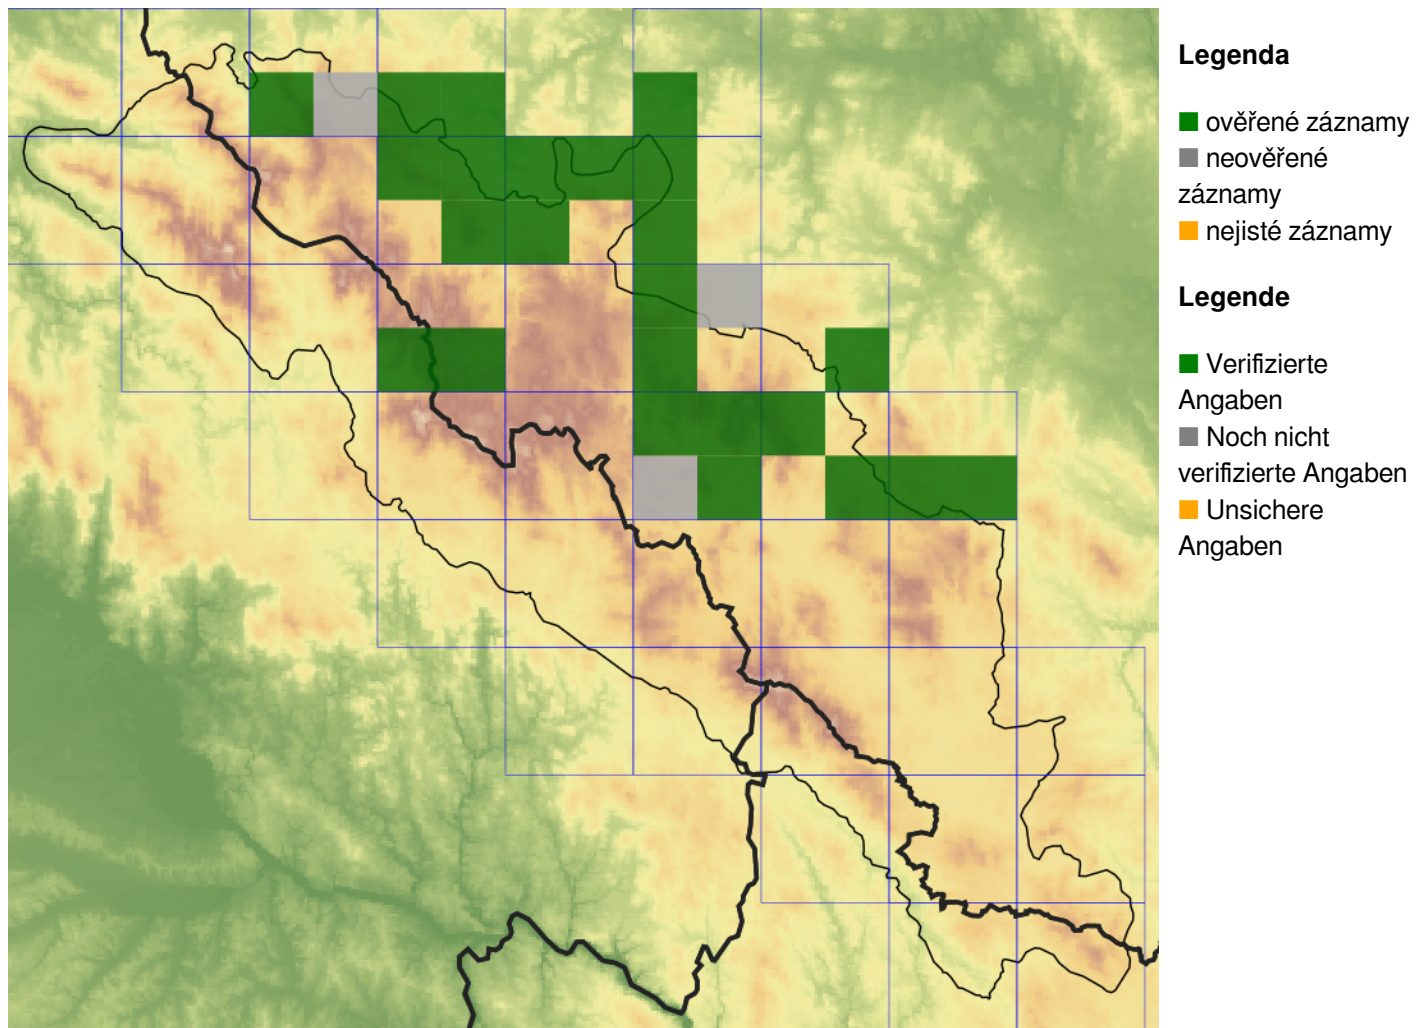 Legenda
ověřené záznamy
neověřené
záznamy
nejisté záznamy
Legende
Verifizierte
Angaben
Noch nicht
verifizierte Angaben
Unsichere
Angaben